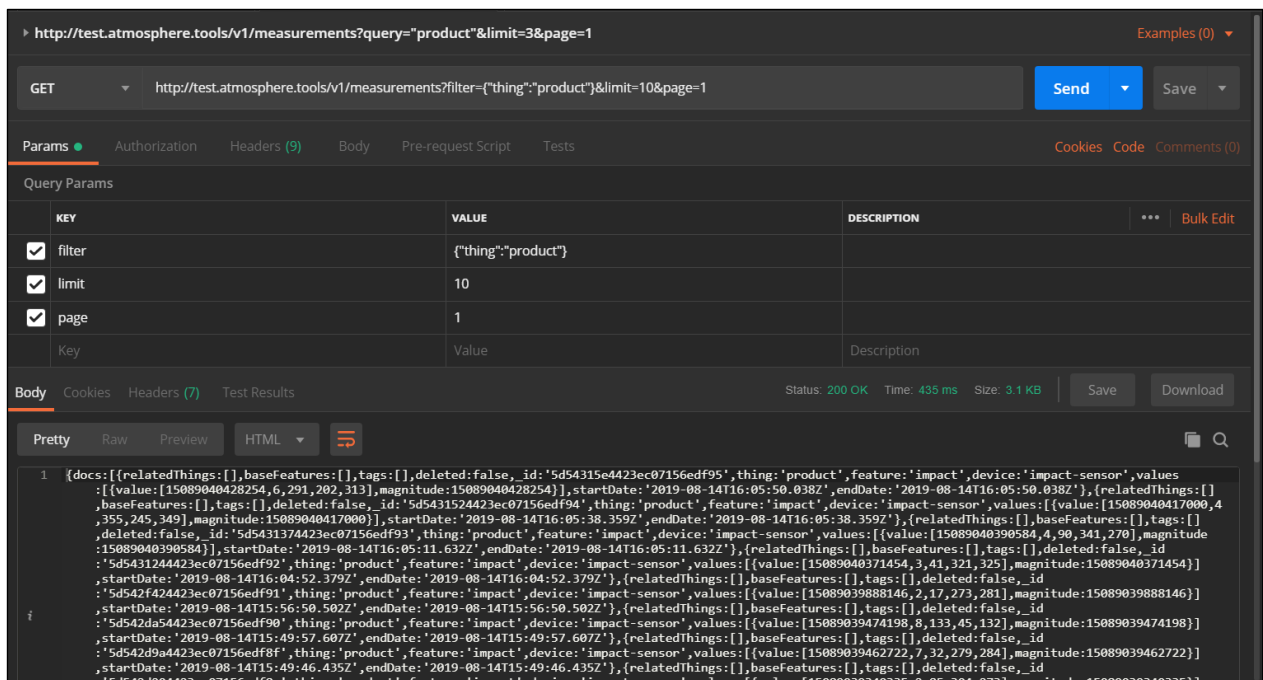 http://test.atmosphere.tools/v1/measurements?query="product"&limit=3&page=1 Examples (0)
GET http://test.atmosphere.tools/v1/measurements?filter={"thing":"product"}&limit=10&page=1 Send Save
Params Authorization Headers (9) Body Pre-request Script Tests Cookies Code Comments (0)
Query Params
KEY VALUE DESCRIPTION ••• Bulk Edit
filter {"thing":"product"}
limit 10
page 1
Key Value Description
Body Cookies Headers (7) Test Results Status: 200 OK Time: 435 ms Size: 3.1 KB Save Download
Pretty Raw Preview HTML
1 {docs:[{relatedThings:[],baseFeatures:[],tags:[],deleted:false,_id:'5d54315e4423ec07156edf95',thing:'product',feature:'impact',device:'impact-sensor',values
:[{value:[15089040428254,6,291,202,313],magnitude:15089040428254}],startDate:'2019-08-14T16:05:50.038Z',endDate:'2019-08-14T16:05:50.038Z'},{relatedThings:[]
,baseFeatures:[],tags:[],deleted:false,_id:'5d5431524423ec07156edf94',thing:'product',feature:'impact',device:'impact-sensor',values:[{value:[15089040417000,4
,355,245,349],magnitude:15089040417000}],startDate:'2019-08-14T16:05:38.359Z',endDate:'2019-08-14T16:05:38.359Z'},{relatedThings:[],baseFeatures:[],tags:[]
,deleted:false,_id:'5d5431374423ec07156edf93',thing:'product',feature:'impact',device:'impact-sensor',values:[{value:[15089040390584,4,90,341,270],magnitude
:15089040390584}],startDate:'2019-08-14T16:05:11.632Z',endDate:'2019-08-14T16:05:11.632Z'},{relatedThings:[],baseFeatures:[],tags:[],deleted:false,_id
:'5d5431244423ec07156edf92',thing:'product',feature:'impact',device:'impact-sensor',values:[{value:[15089040371454,3,41,321,325],magnitude:15089040371454}]
,startDate:'2019-08-14T16:04:52.379Z',endDate:'2019-08-14T16:04:52.379Z'},{relatedThings:[],baseFeatures:[],tags:[],deleted:false,_id
:'5d542f424423ec07156edf91',thing:'product',feature:'impact',device:'impact-sensor',values:[{value:[15089039888146,2,17,273,281],magnitude:15089039888146}]
i ,startDate:'2019-08-14T15:56:50.502Z',endDate:'2019-08-14T15:56:50.502Z'},{relatedThings:[],baseFeatures:[],tags:[],deleted:false,_id
:'5d542da54423ec07156edf90',thing:'product',feature:'impact',device:'impact-sensor',values:[{value:[15089039474198,8,133,45,132],magnitude:15089039474198}]
,startDate:'2019-08-14T15:49:57.607Z',endDate:'2019-08-14T15:49:57.607Z'},{relatedThings:[],baseFeatures:[],tags:[],deleted:false,_id
:'5d542d9a4423ec07156edf8f',thing:'product',feature:'impact',device:'impact-sensor',values:[{value:[15089039462722,7,32,279,284],magnitude:15089039462722}]
,startDate:'2019-08-14T15:49:46.435Z',endDate:'2019-08-14T15:49:46.435Z'},{relatedThings:[],baseFeatures:[],tags:[],deleted:false,_id